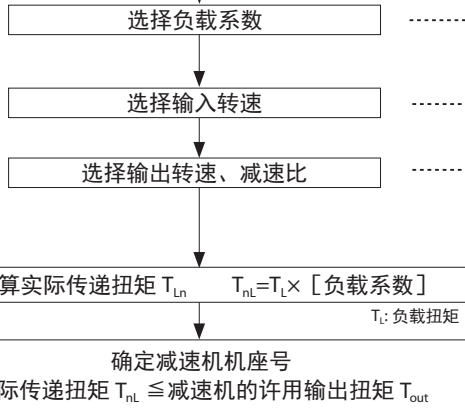 选择负载系数
选择输入转速
选择输出转速、减速比
算实际传递扭矩 TLn TnL=TL×［负载系数］
TL: 负载扭矩
确定减速机机座号
际传递扭矩 TnL ≦减速机的许用输出扭矩 Tout